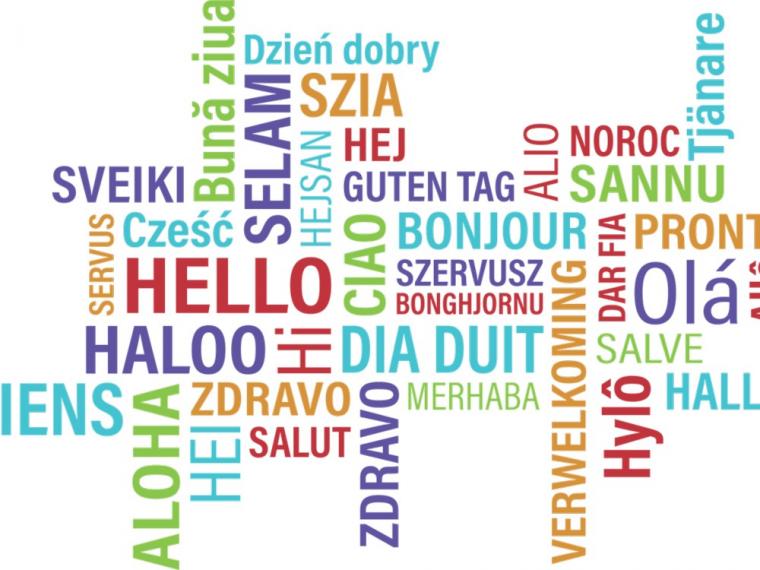 Dzień dobry
Bună ziua
SELAM
SZIA
Tjänare
HEJSAN
HEJ
ALIO
NOROC
SVEIKI
GUTEN TAG
SANNU
SERVUS
Cześć
CIAO
BONJOUR
DAR FIA
PRONT
HELLO
SZERVUSZ
Olá
BONGHJORNU
VERWELKOMING
HALOO
Hi
DIA DUIT
SALVE
IENS
ALOHA
ZDRAVO
HEI
SALUT
ZDRAVO
MERHABA
Hylô
HALL